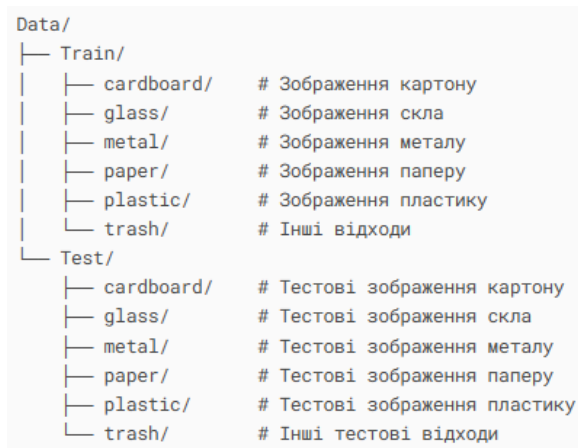 Data/
├── Train/
│   ├── cardboard/    # Зображення картону
│   ├── glass/        # Зображення скла
│   ├── metal/        # Зображення металу
│   ├── paper/        # Зображення паперу
│   ├── plastic/      # Зображення пластику
│   └── trash/        # Інші відходи
└── Test/
    ├── cardboard/    # Тестові зображення картону
    ├── glass/        # Тестові зображення скла
    ├── metal/        # Тестові зображення металу
    ├── paper/        # Тестові зображення паперу
    ├── plastic/      # Тестові зображення пластику
    └── trash/        # Інші тестові відходи